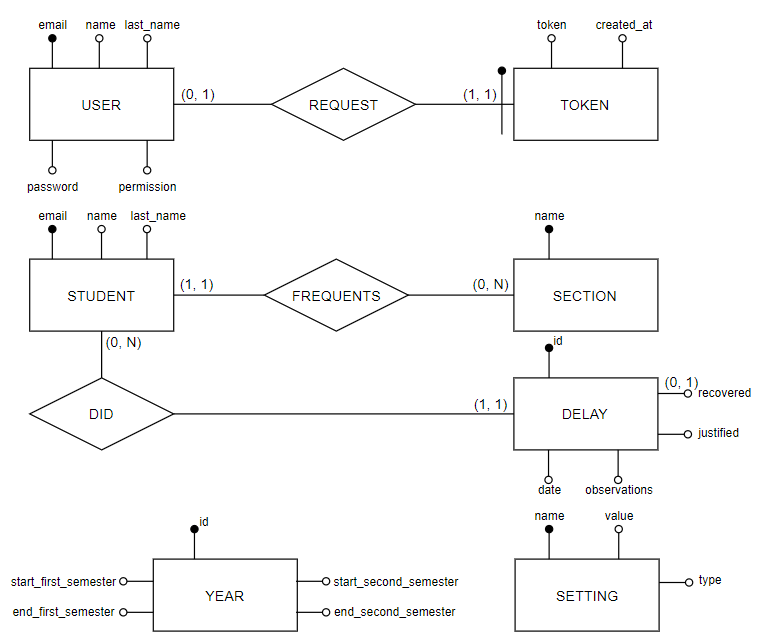 email name last_name
token created_at
USER (0, 1) REQUEST (1, 1) TOKEN
password permission
email name last_name
name
STUDENT (1, 1) FREQUENTS (0, N) SECTION
(0, N)
id
(0, 1) recovered
DID (1, 1) DELAY
justified
date observations
name value
id
start_first_semester YEAR start_second_semester
end_first_semester end_second_semester
SETTING type